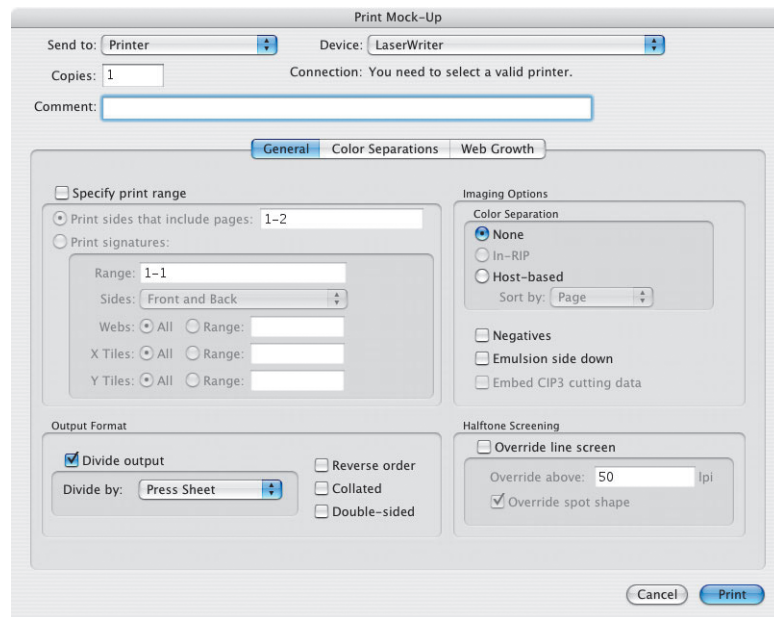 Print Mock-Up
Send to: Printer Device: LaserWriter
Copies: 1 Connection: You need to select a valid printer.
Comment:
General Color Separations Web Growth
Specify print range
Print sides that include pages: 1-2
Print signatures:
Range: 1-1
Sides: Front and Back
Webs: All Range:
X Tiles: All Range:
Y Tiles: All Range:
Imaging Options
Color Separation
None
In-RIP
Host-based
Sort by: Page
Negatives
Emulsion side down
Embed CIP3 cutting data
Output Format
Divide output
Divide by: Press Sheet
Reverse order
Collated
Double-sided
Halftone Screening
Override line screen
Override above: 50 lpi
Override spot shape
Cancel Print